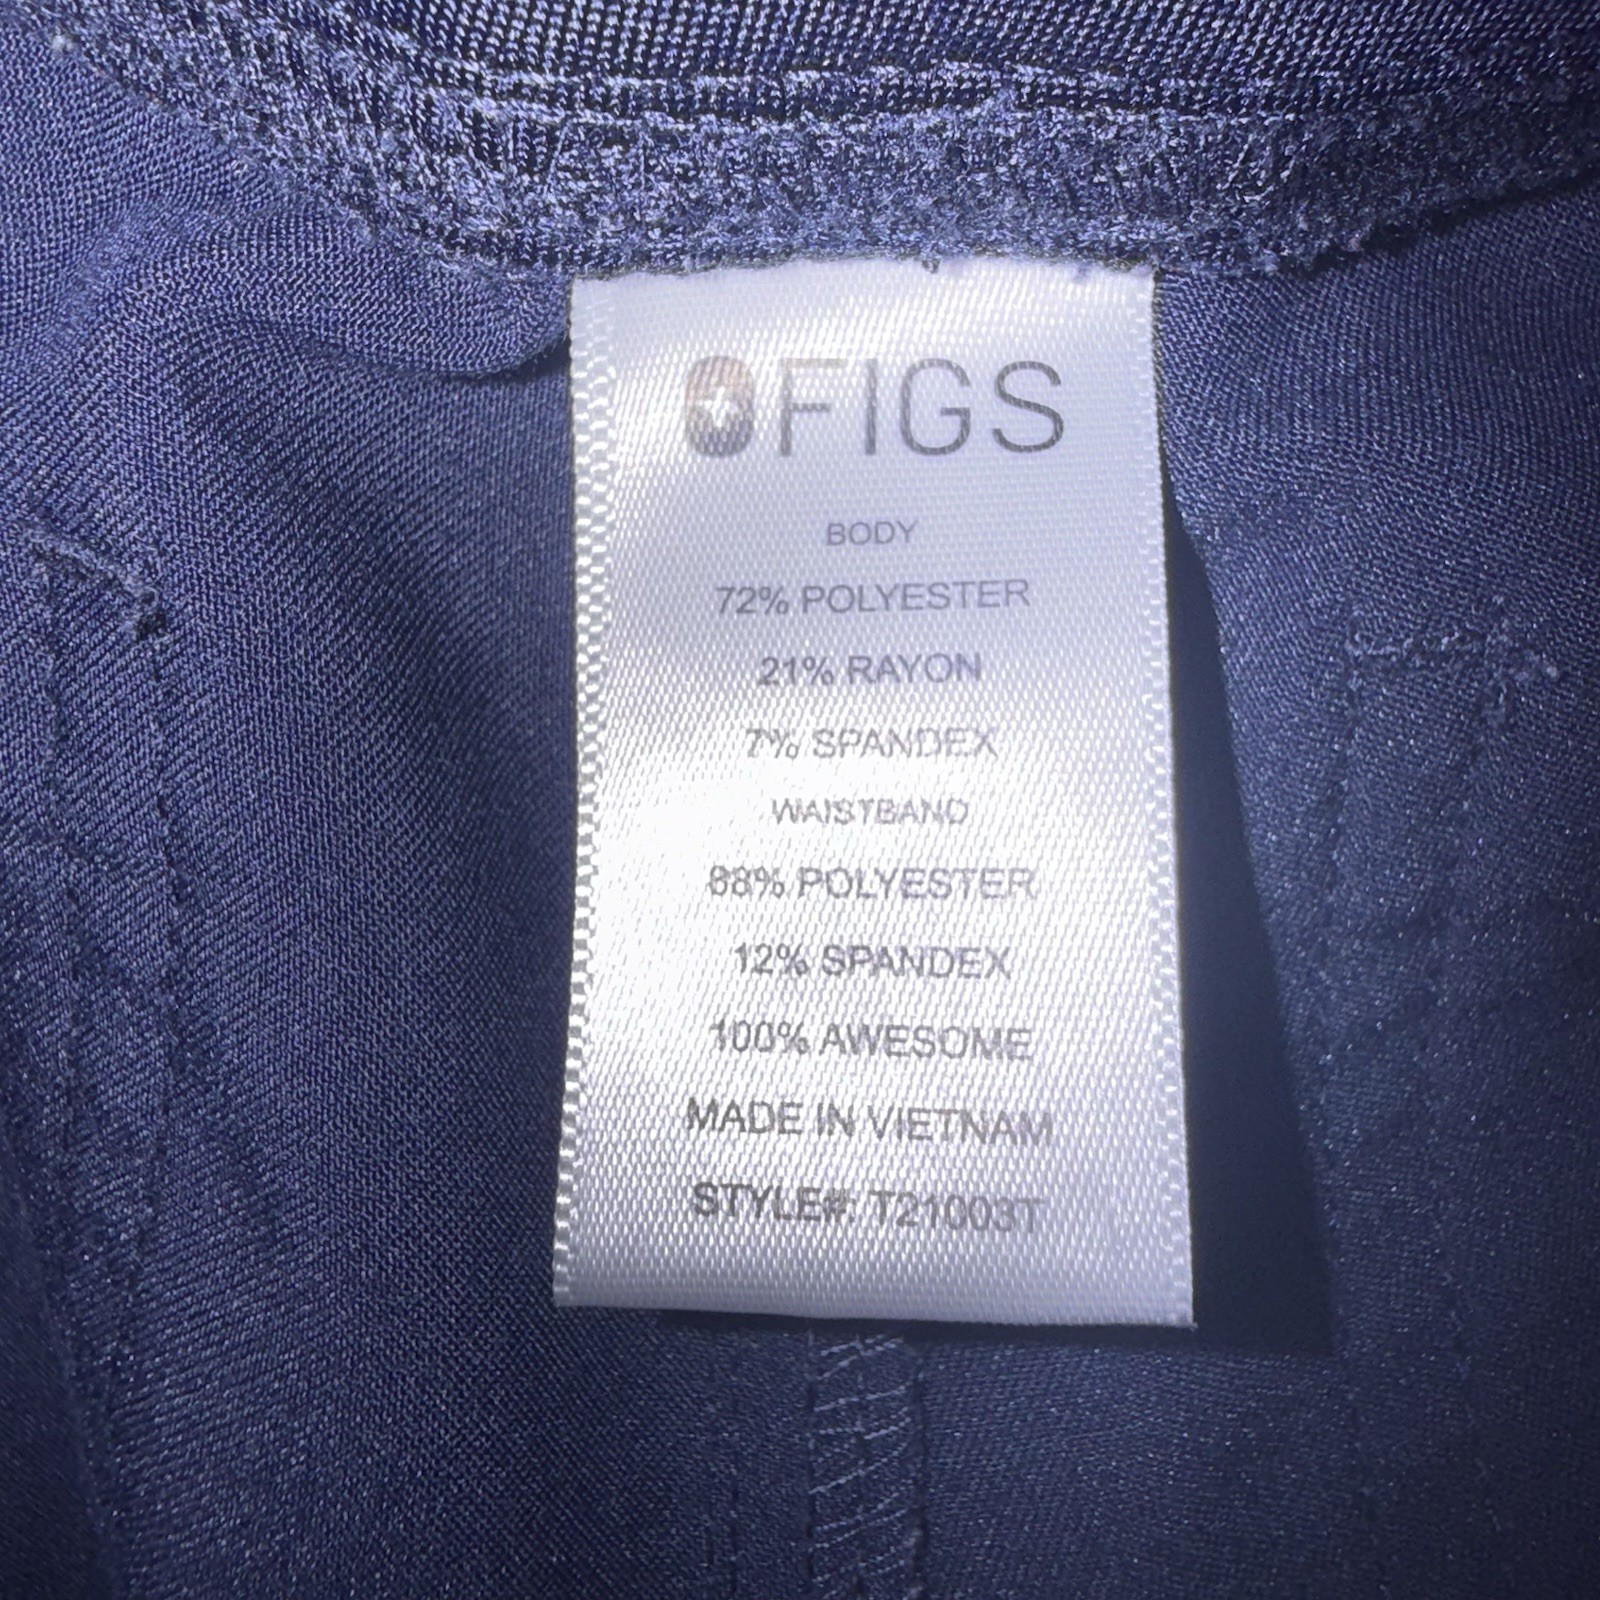 FIGS
BODY
72% POLYESTER
21% RAYON
7% SPANDEX
WAISTBAND
88% POLYESTER
12% SPANDEX
100% AWESOME
MADE IN VIETNAM
STYLE#: T21003T